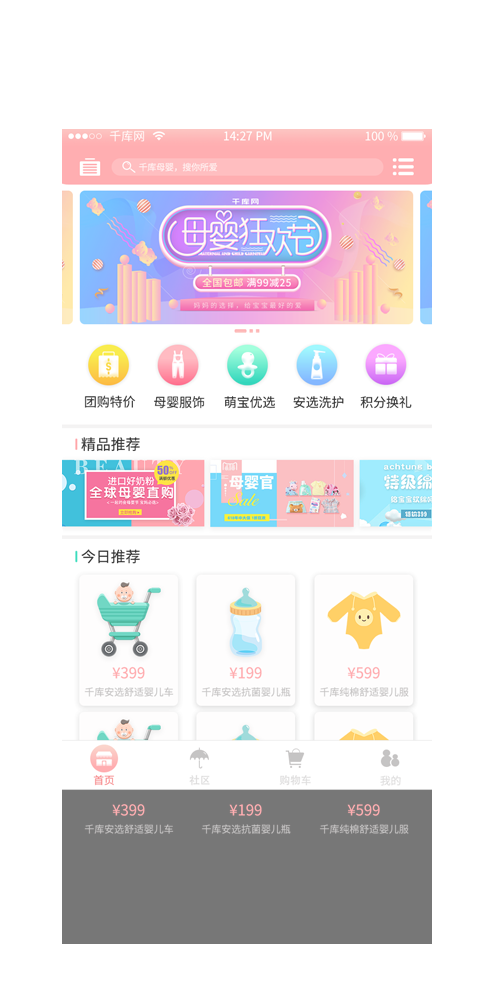 千库网 14:27 PM 100 %
千库母婴，搜你所爱
千库网
母婴狂欢节
全国包邮 满99减25
妈妈的选择，给宝宝最好的爱
团购特价 母婴服饰 萌宝优选 安选洗护 积分换礼
精品推荐
BEAUTY
50%
进口好奶粉
全球母婴直购
母婴官
Sale
achtunk b
特级绵
今日推荐
¥399 ¥199 ¥599
千库安选舒适婴儿车 千库安选抗菌婴儿瓶 千库纯棉舒适婴儿服
首页 社区 购物车 我的
¥399 ¥199 ¥599
千库安选舒适婴儿车 千库安选抗菌婴儿瓶 千库纯棉舒适婴儿服